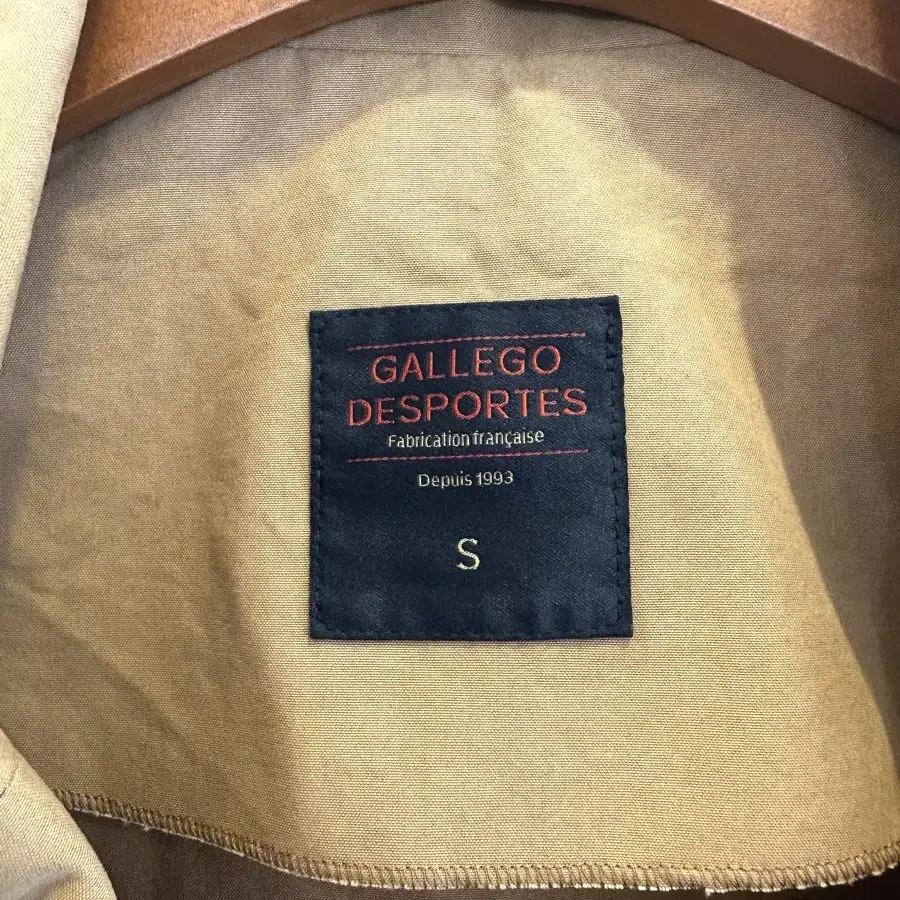 GALLEGO
DESPORTES
Fabrication française
Depuis 1993
S